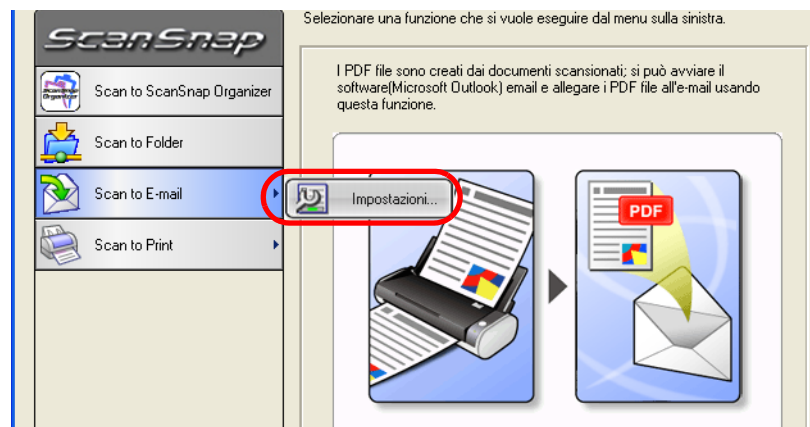 ScanSnap
Selezionare una funzione che si vuole eseguire dal menu sulla sinistra.
Scan to ScanSnap Organizer
Scan to Folder
Scan to E-mail
Scan to Print
Impostazioni...
I PDF file sono creati dai documenti scansionati; si può avviare il
software(Microsoft Outlook) email e allegare i PDF file all'e-mail usando
questa funzione.
PDF